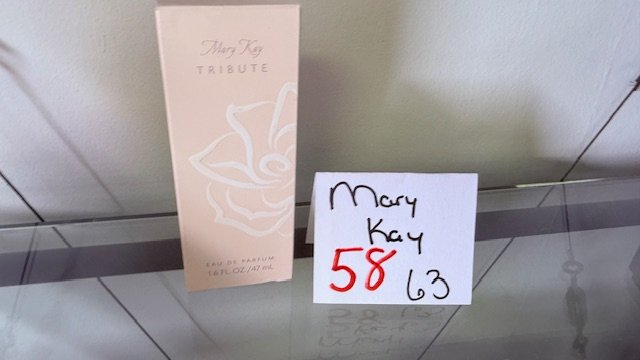 Mary Kay
TRIBUTE
EAU DE PARFUM
1.6 FL.OZ./47 mL
Mary
Kay
58 63